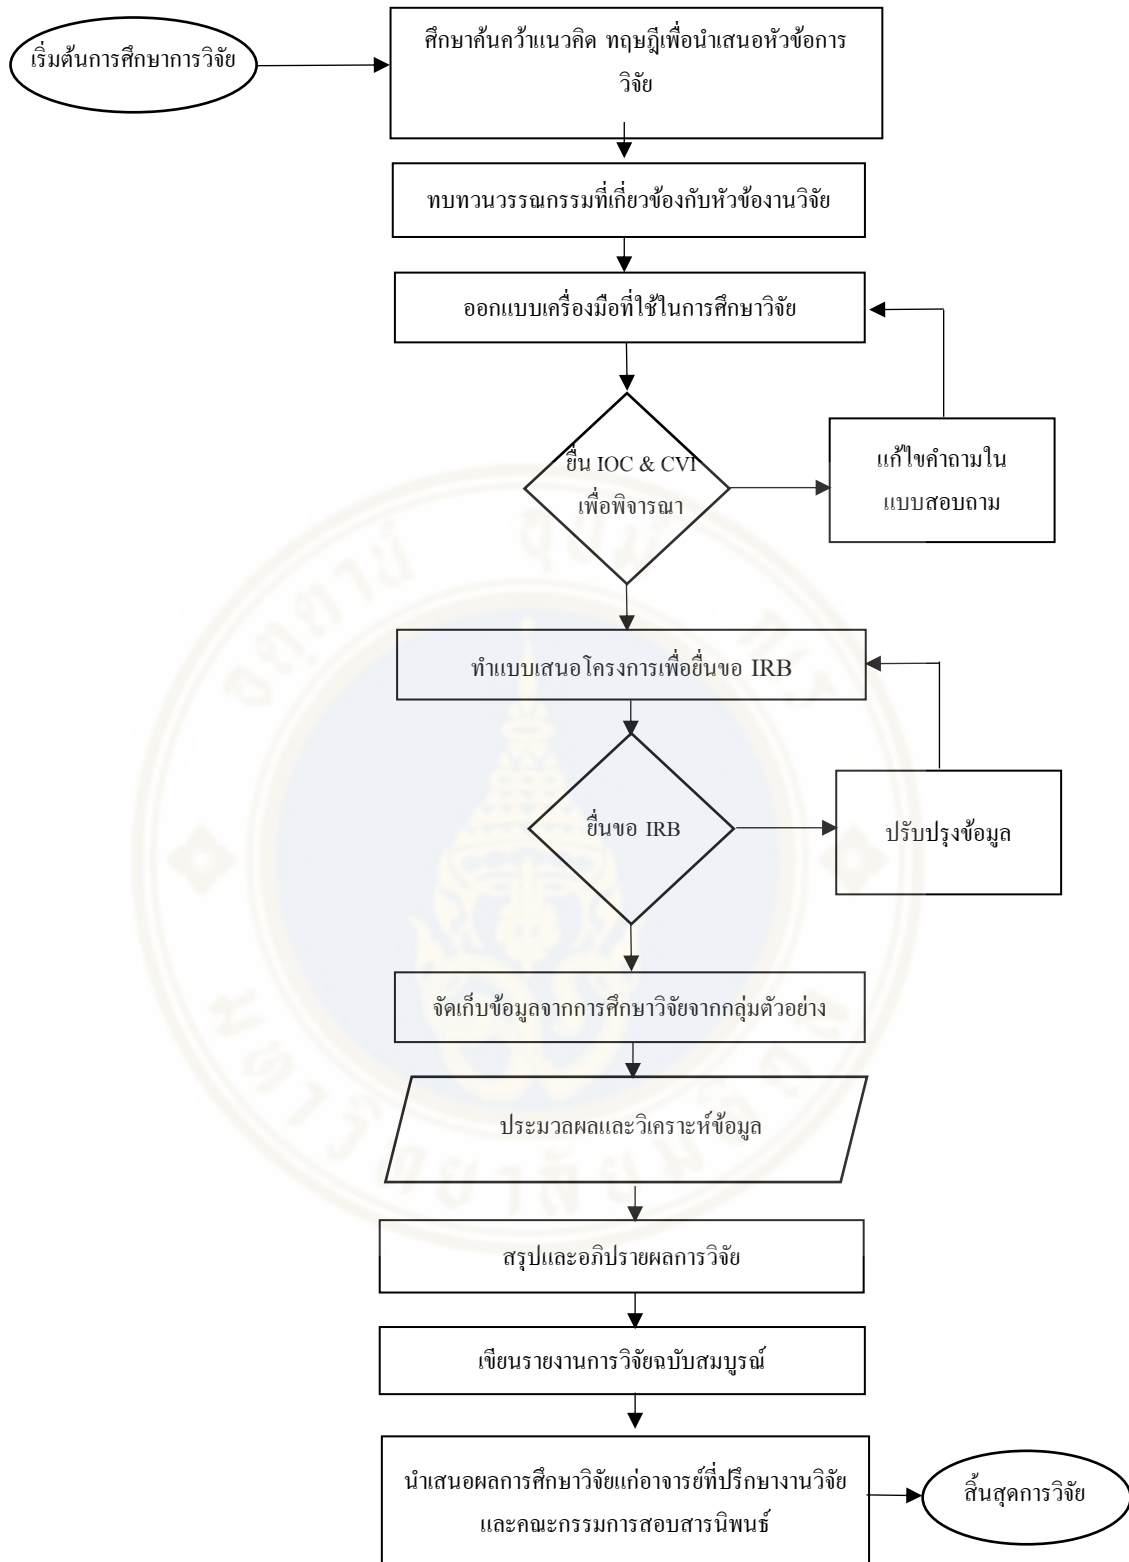 เริ่มต้นการศึกษาการวิจัย
ศึกษาค้นคว้าแนวคิด ทฤษฎีเพื่อนำเสนอหัวข้อการ
วิจัย
ทบทวนวรรณกรรมที่เกี่ยวข้องกับหัวข้องานวิจัย
ออกแบบเครื่องมือที่ใช้ในการศึกษาวิจัย
ยื่น IOC & CVI
เพื่อพิจารณา
แก้ไขคำถามใน
แบบสอบถาม
ทำแบบเสนอโครงการเพื่อยื่นขอ IRB
ยื่นขอ IRB
ปรับปรุงข้อมูล
จัดเก็บข้อมูลจากการศึกษาวิจัยจากกลุ่มตัวอย่าง
ประมวลผลและวิเคราะห์ข้อมูล
สรุปและอภิปรายผลการวิจัย
เขียนรายงานการวิจัยฉบับสมบูรณ์
นำเสนอผลการศึกษาวิจัยแก่อาจารย์ที่ปรึกษางานวิจัย
และคณะกรรมการสอบสารนิพนธ์
สิ้นสุดการวิจัย
มหาวิทยาลัยมหิดล